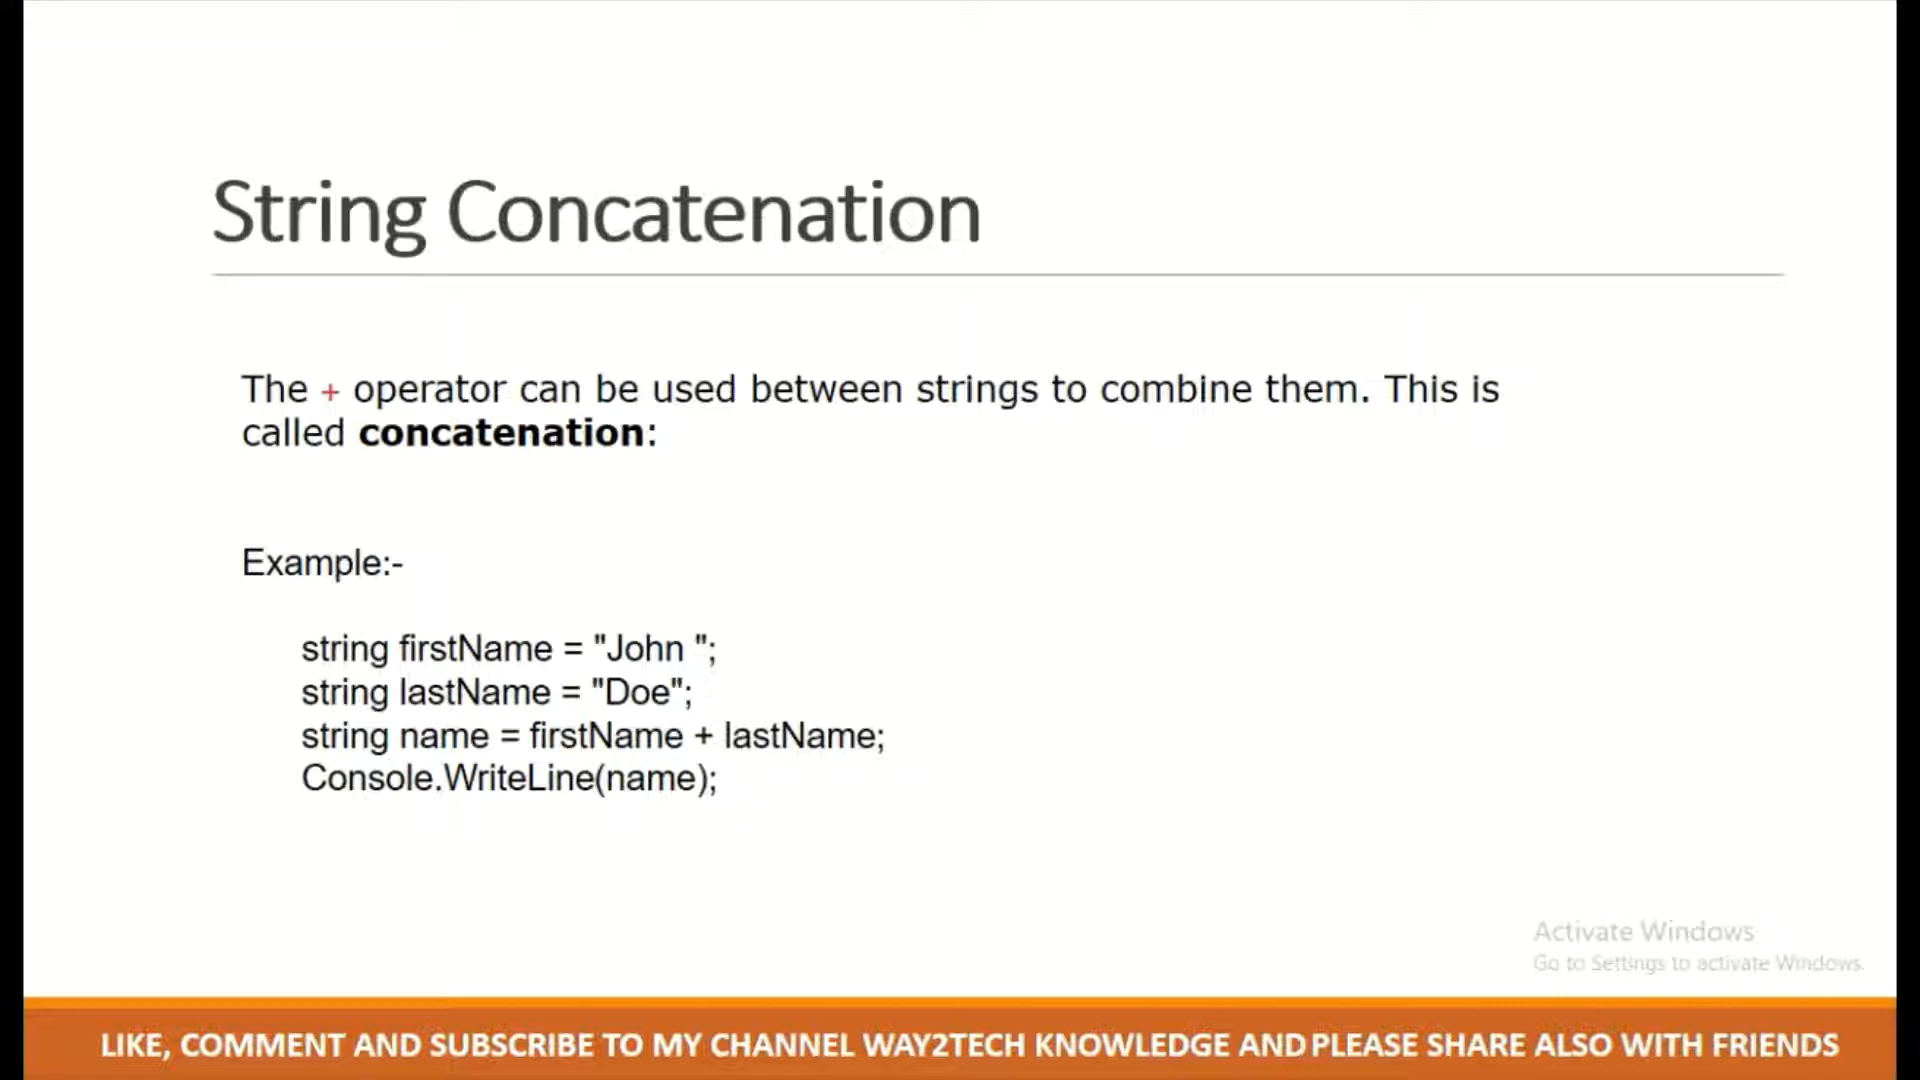 String Concatenation
The + operator can be used between strings to combine them. This is
called concatenation:
Example:-
string firstName = "John ";
string lastName = "Doe";
string name = firstName + lastName;
Console.WriteLine(name);
Activate Windows
Go to Settings to activate Windows.
LIKE, COMMENT AND SUBSCRIBE TO MY CHANNEL WAY2TECH KNOWLEDGE AND PLEASE SHARE ALSO WITH FRIENDS